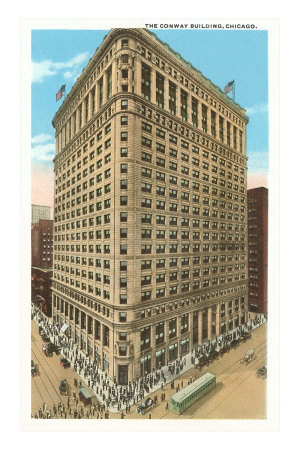 THE CONWAY BUILDING, CHICAGO.